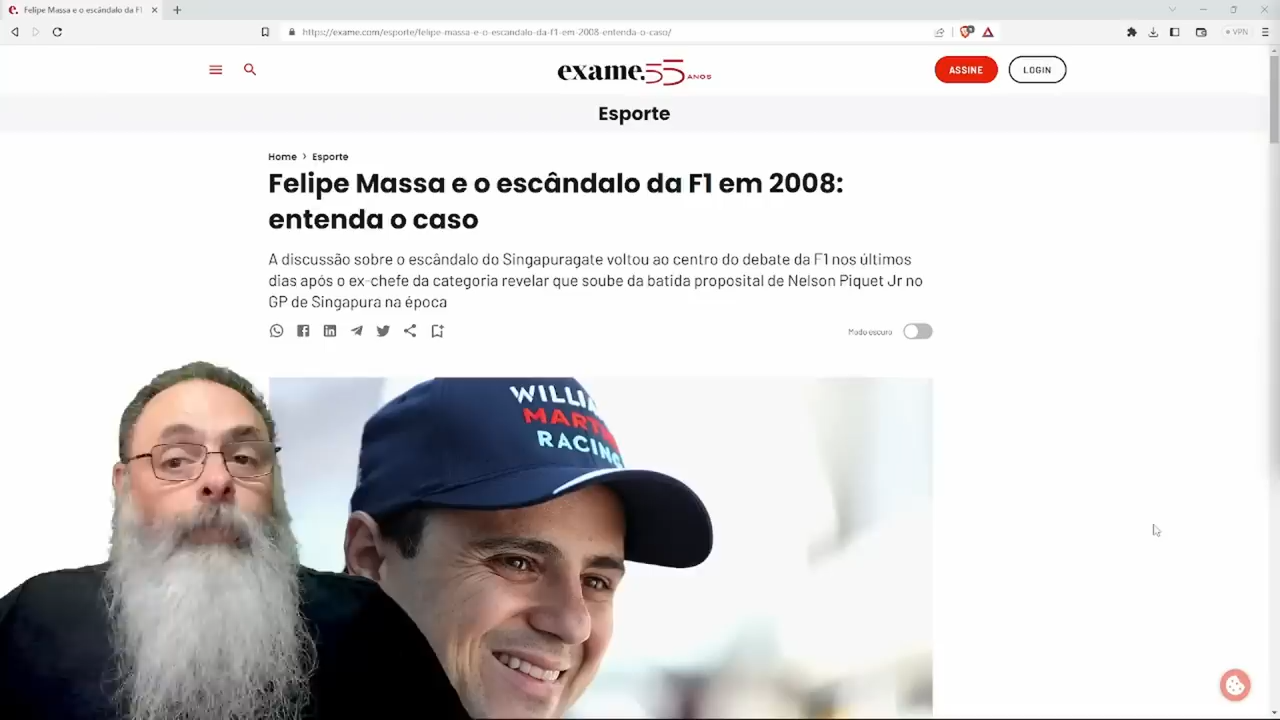 Felipe Massa e o escândalo da F1
https://exame.com/esporte/felipe-massa-e-o-escandalo-da-f1-em-2008-entenda-o-caso/
VPN
exame.55 ANOS
ASSINE
LOGIN
Esporte
Home › Esporte
Felipe Massa e o escândalo da F1 em 2008:
entenda o caso
A discussão sobre o escândalo do Singapuragate voltou ao centro do debate da F1 nos últimos
dias após o ex-chefe da categoria revelar que soube da batida proposital de Nelson Piquet Jr no
GP de Singapura na época
Modo escuro
WILLIA
MARTI
RACING